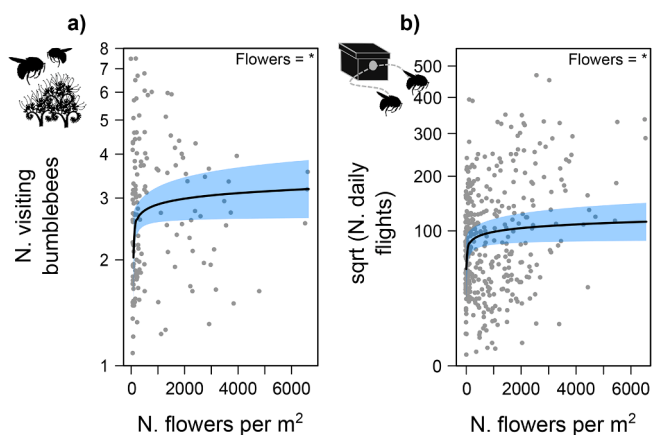 a)
Flowers = *
8
7
6
5
4
3
2
1
N. visiting
bumblebees
0 2000 4000 6000
N. flowers per m²
b)
Flowers = *
500
400
300
200
100
0
sqrt (N. daily
flights)
0 2000 4000 6000
N. flowers per m²